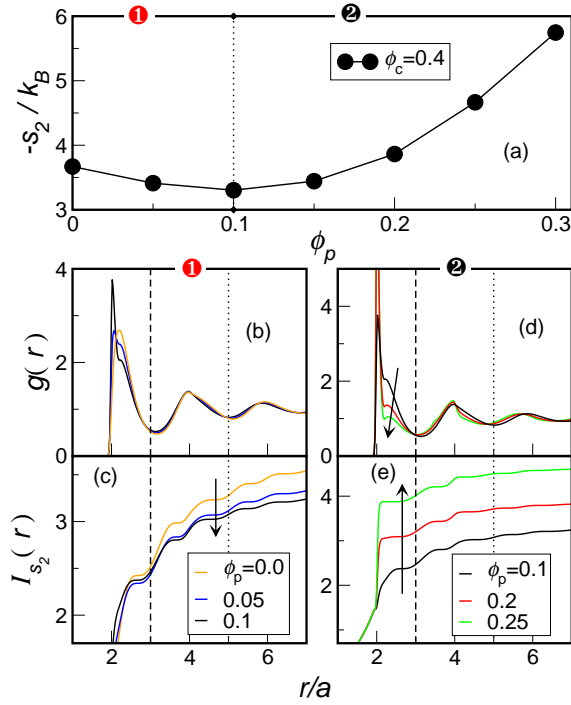 ❶ ❷
6
5
4
3
-s₂ / k_B
ϕ_c=0.4
(a)
0 0.1 0.2 0.3
ϕ_p
❶ ❷
4
2
0
g(r)
(b)
4
2
0
(d)
3
2
I_{s₂}(r)
(c)
ϕ_p=0.0
0.05
0.1
4
2
(e)
ϕ_p=0.1
0.2
0.25
2 4 6 2 4 6
r/a